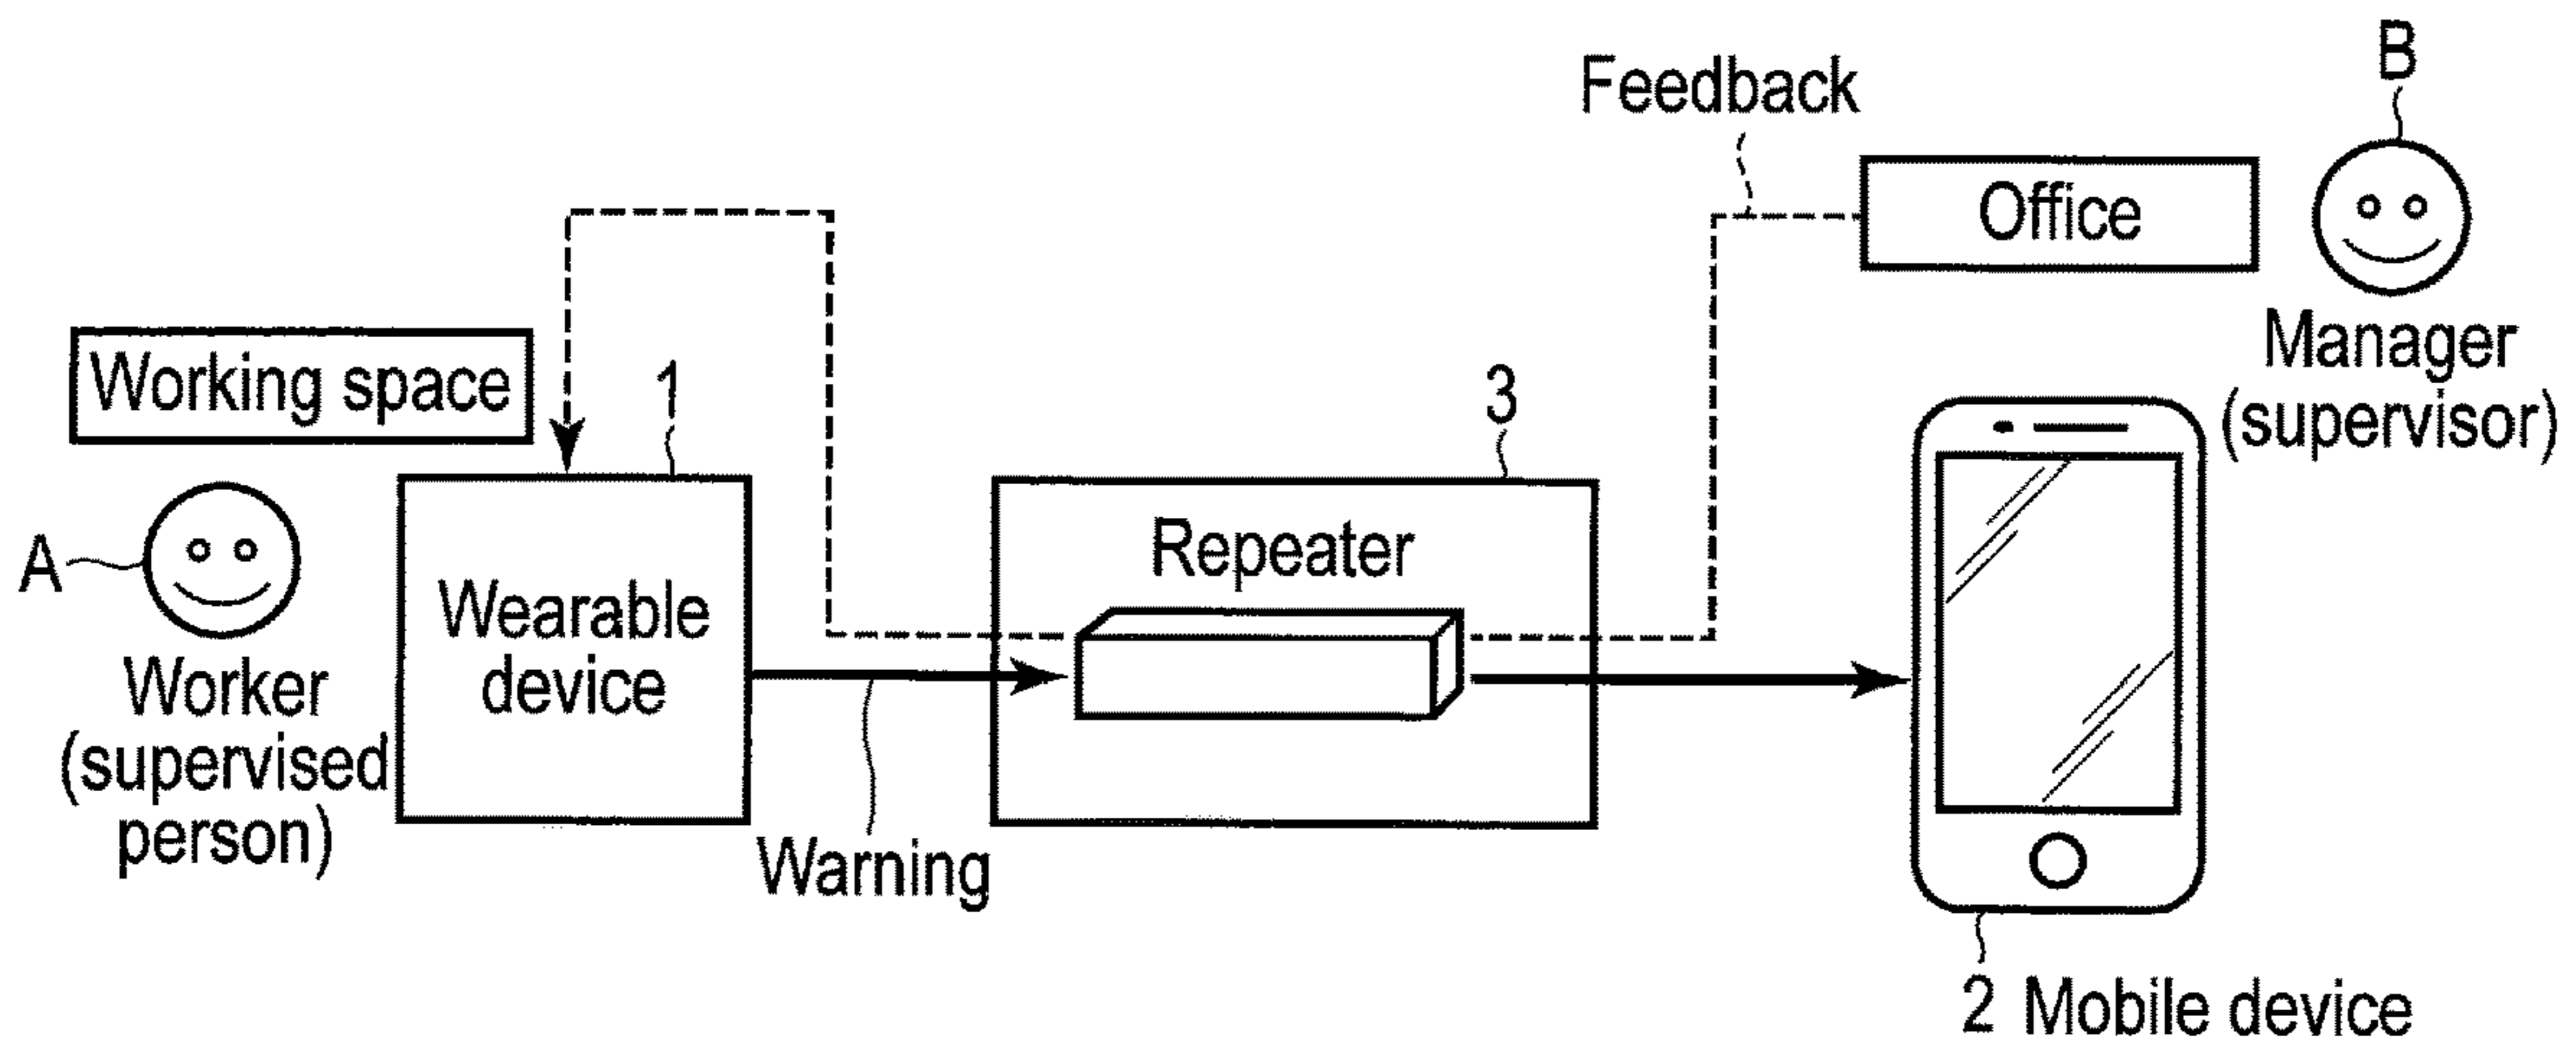 B
Feedback
Office
Manager
(supervisor)
Working space
1
3
A
Worker
(supervised
person)
Wearable
device
Repeater
Warning
2 Mobile device